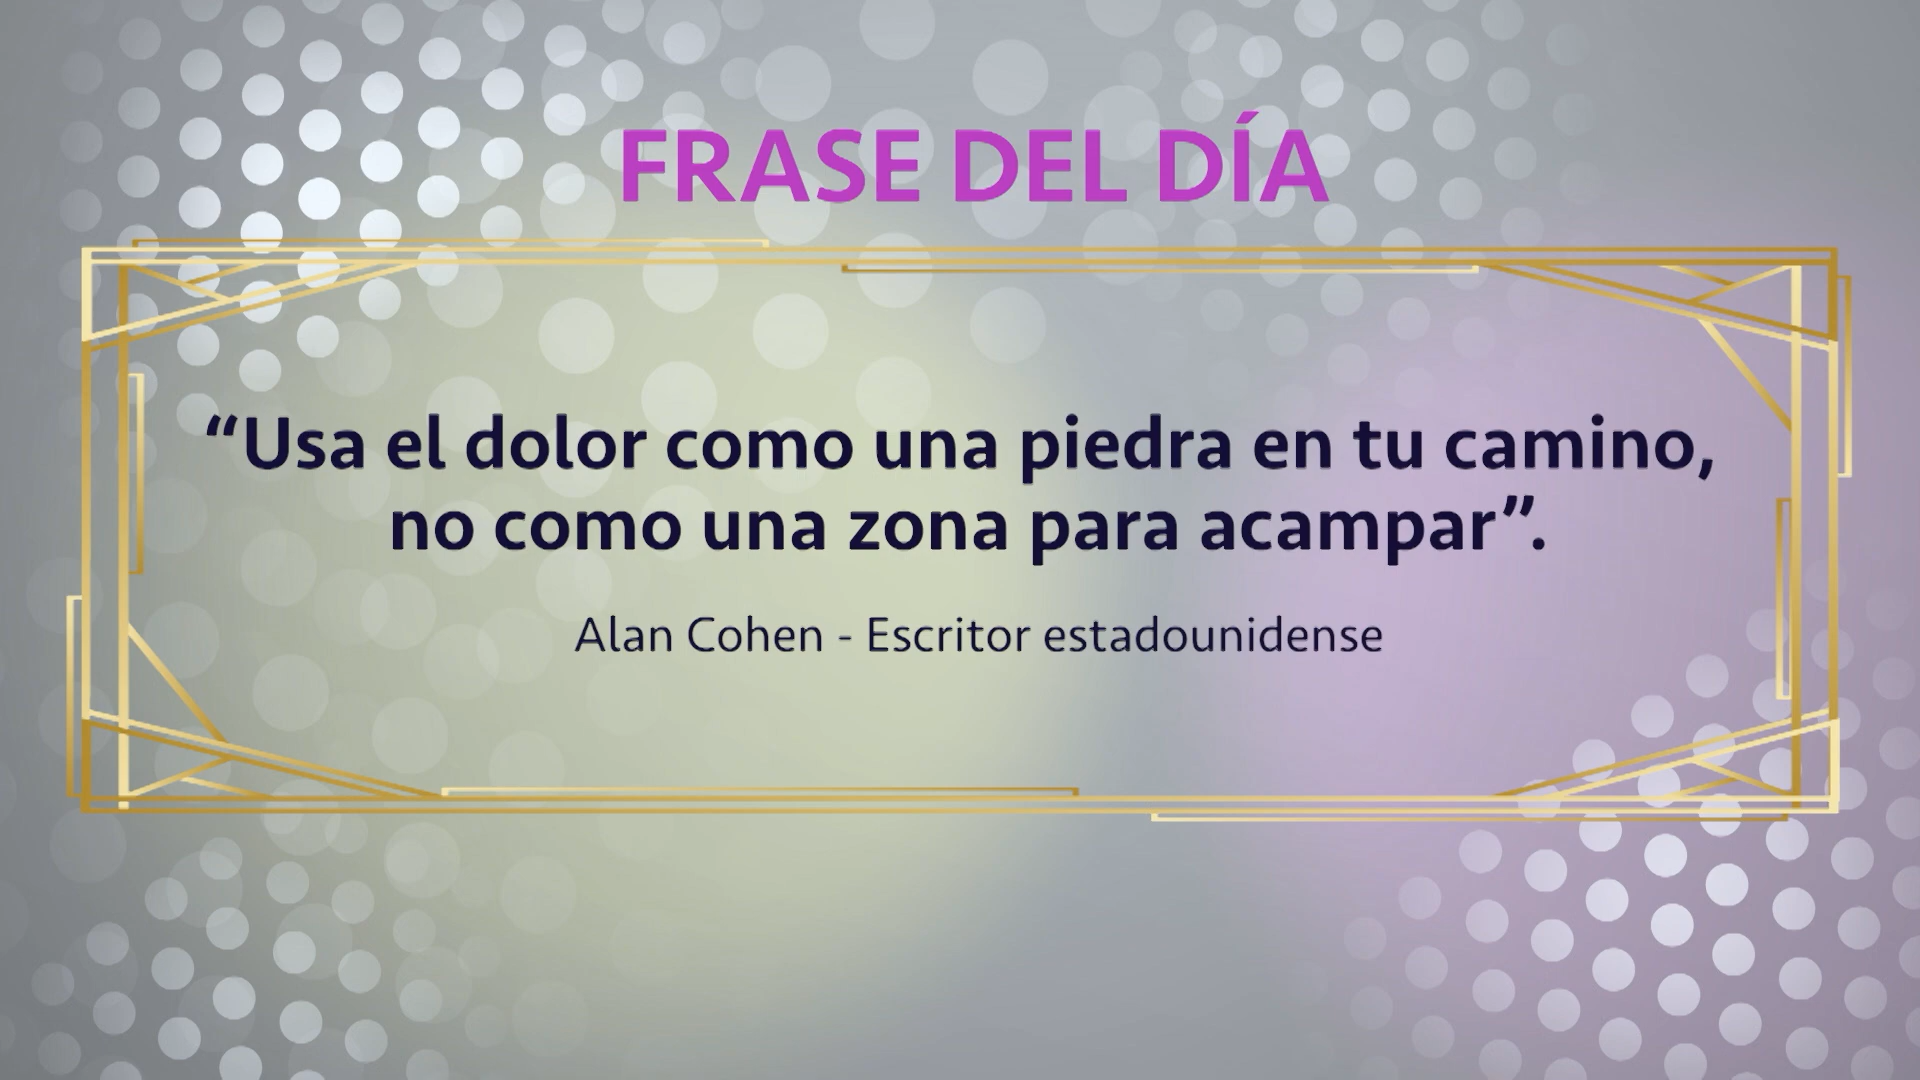 FRASE DEL DÍA
“Usa el dolor como una piedra en tu camino,
no como una zona para acampar”.
Alan Cohen - Escritor estadounidense